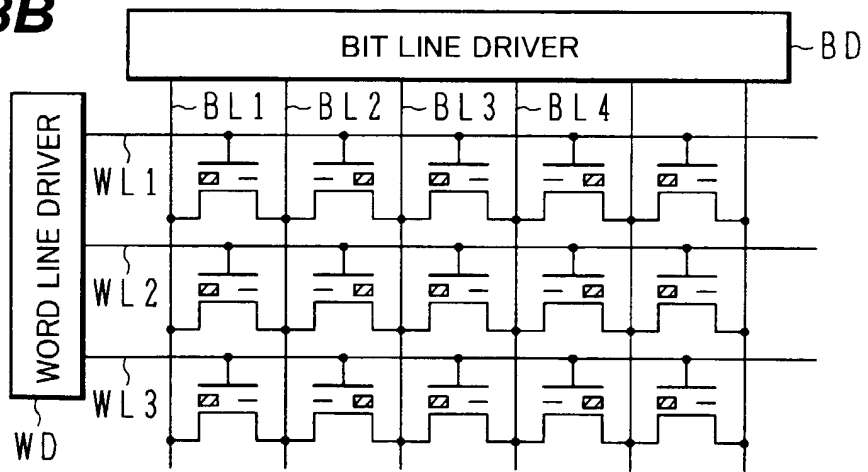 3B
BIT LINE DRIVER
BD
BL1
BL2
BL3
BL4
WORD LINE DRIVER
WL1
WL2
WL3
WD